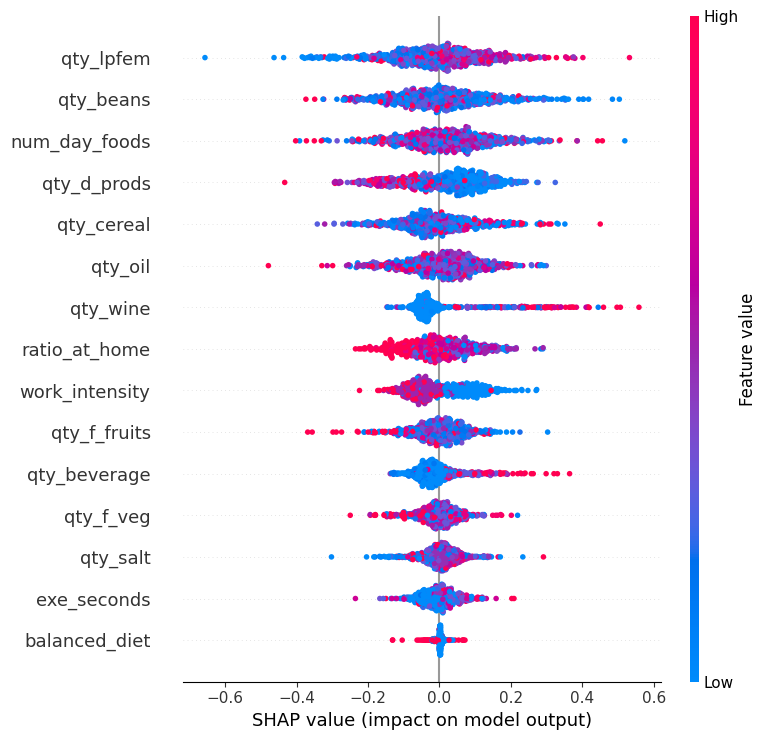 High
qty_lpfem
qty_beans
num_day_foods
qty_d_prods
qty_cereal
qty_oil
qty_wine
ratio_at_home
work_intensity
qty_f_fruits
qty_beverage
qty_f_veg
qty_salt
exe_seconds
balanced_diet
Feature value
Low
−0.6 −0.4 −0.2 0.0 0.2 0.4 0.6
SHAP value (impact on model output)